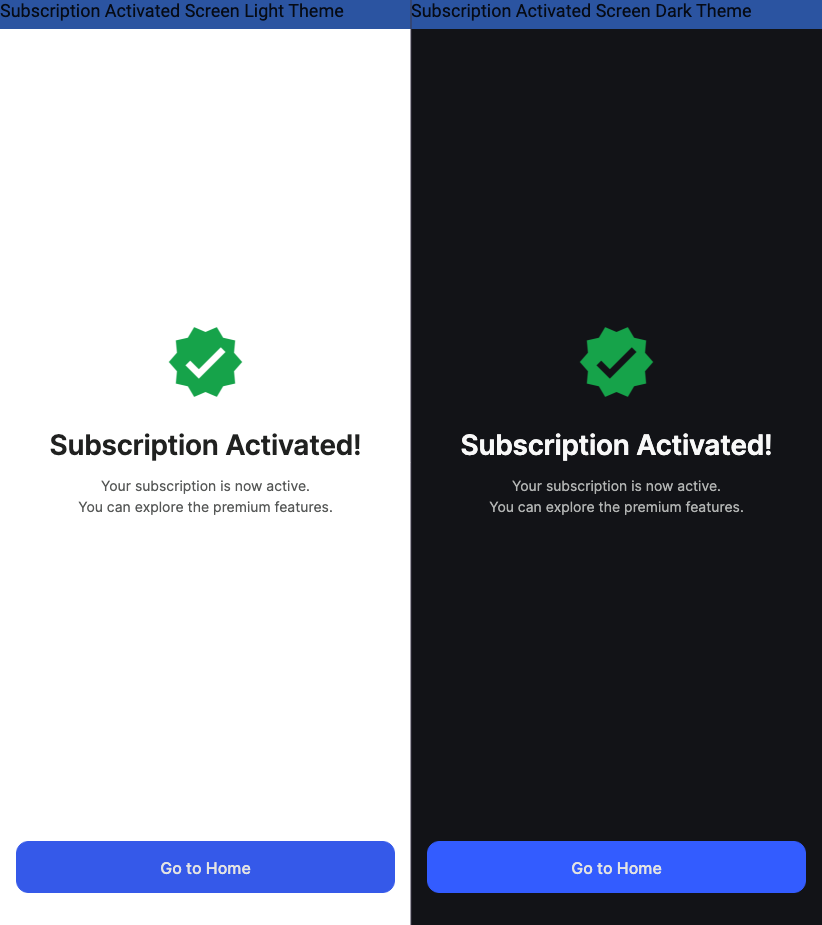 Subscription Activated Screen Light Theme
Subscription Activated!
Your subscription is now active.
You can explore the premium features.
Go to Home
Subscription Activated Screen Dark Theme
Subscription Activated!
Your subscription is now active.
You can explore the premium features.
Go to Home